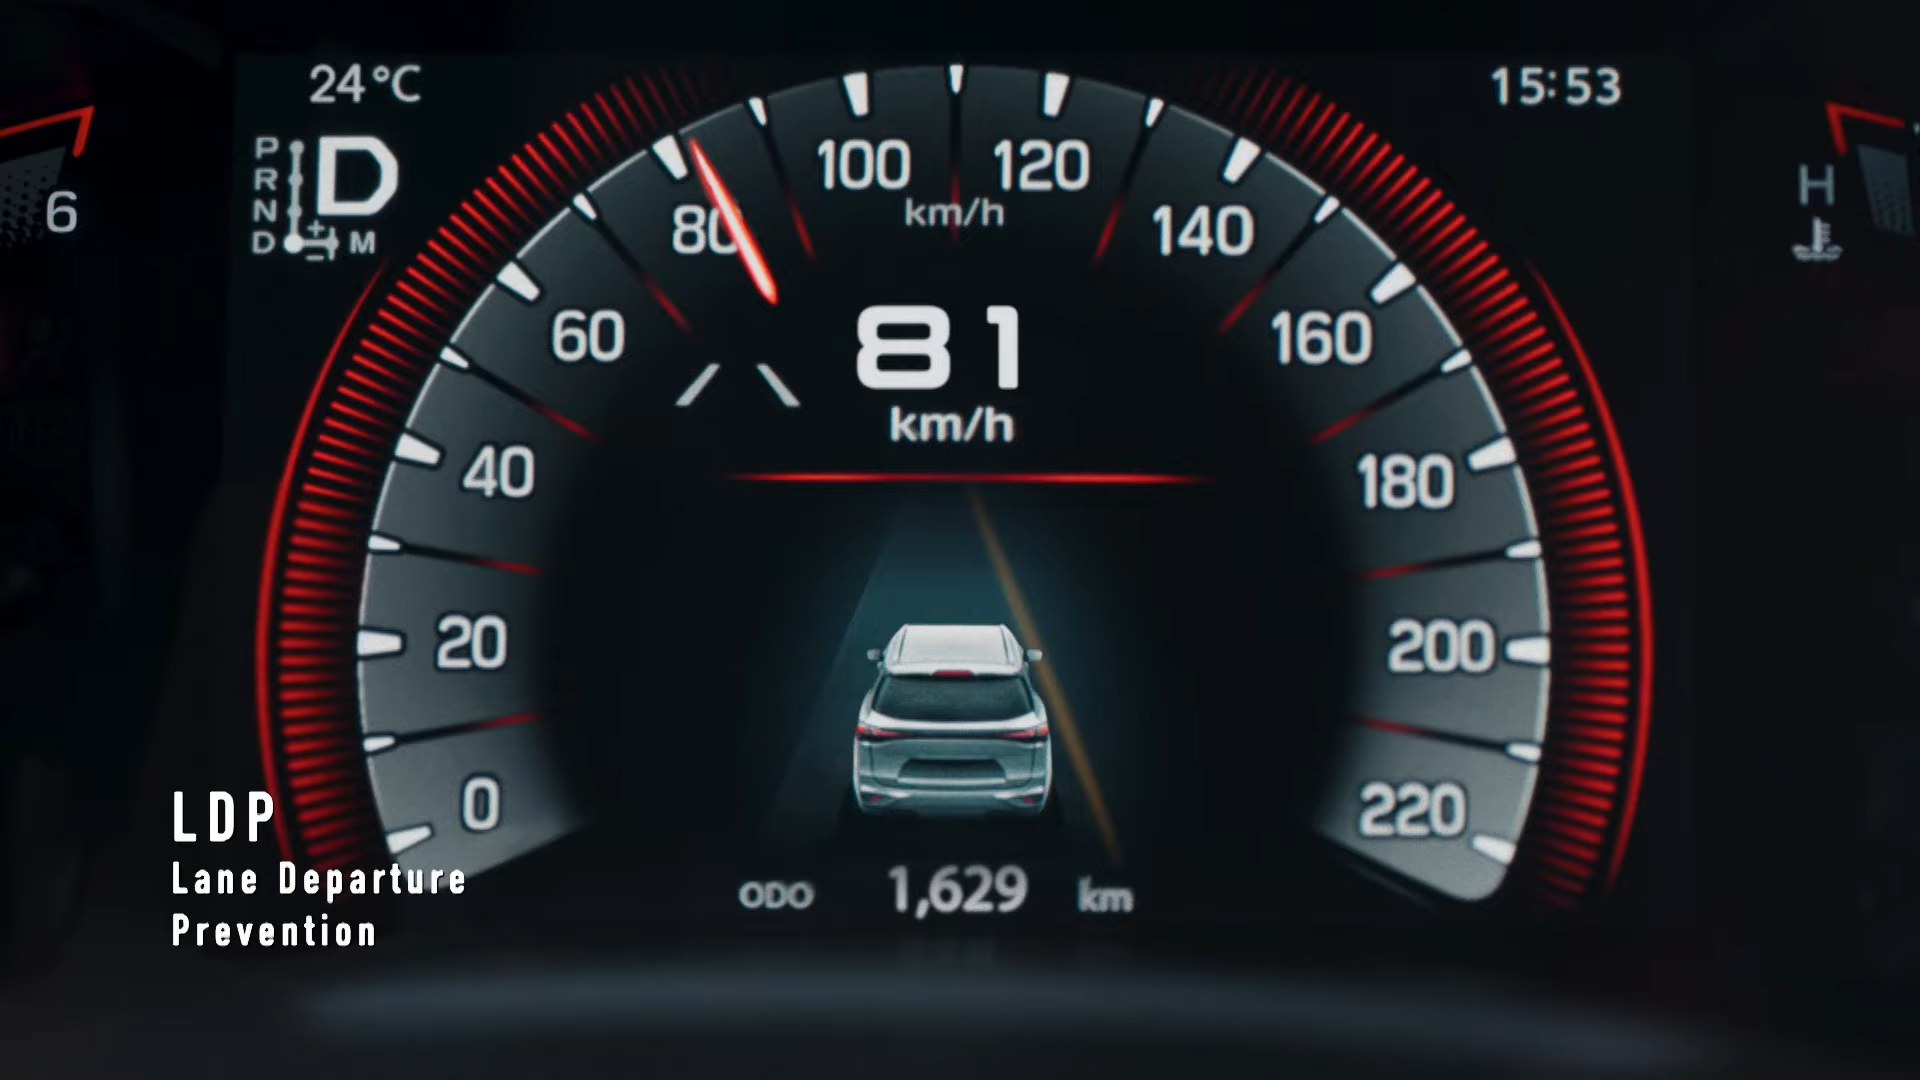 24°C
15:53
P
R
N
D
D
+
−
M
6
H
100
120
km/h
80
140
60
160
81
km/h
40
180
20
200
0
220
ODO 1,629 km
LDP
Lane Departure
Prevention